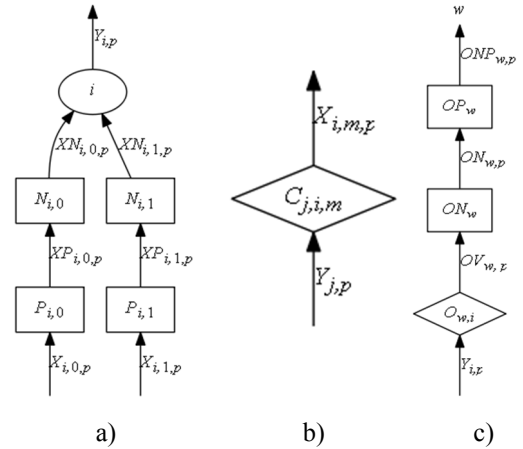 Y_{i,p}
i
XN_{i,0,p} XN_{i,1,p}
N_{i,0} N_{i,1}
XP_{i,0,p} XP_{i,1,p}
P_{i,0} P_{i,1}
X_{i,0,p} X_{i,1,p}
a)
X_{i,m,p}
C_{j,i,m}
Y_{j,p}
b)
w
ONP_{w,p}
OP_w
ON_{w,p}
ON_w
OV_{w,p}
O_{w,i}
Y_{i,p}
c)